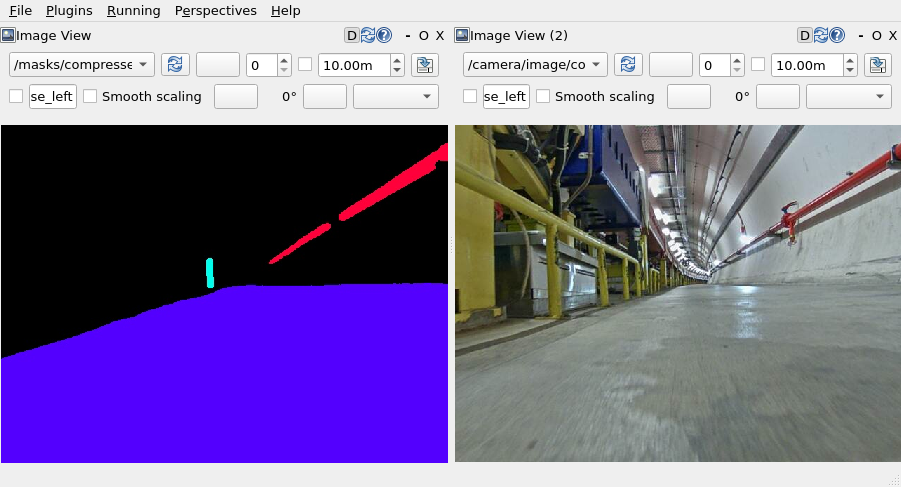 File Plugins Running Perspectives Help
Image View D - O X
Image View (2) D - O X
/masks/compresse 0 10.00m
/camera/image/co 0 10.00m
se_left Smooth scaling 0°
se_left Smooth scaling 0°